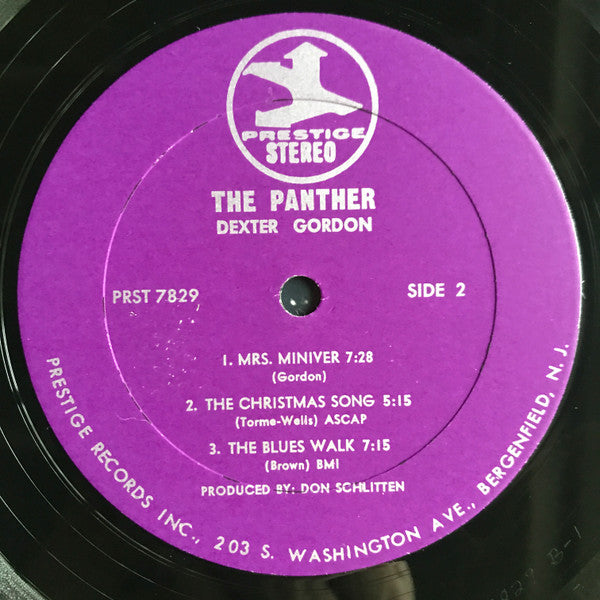 PRESTIGE
STEREO
THE PANTHER
DEXTER GORDON
PRST 7829
SIDE 2
1. MRS. MINIVER 7:28
(Gordon)
2. THE CHRISTMAS SONG 5:15
(Torme-Wells) ASCAP
3. THE BLUES WALK 7:15
(Brown) BMI
PRODUCED BY: DON SCHLITTEN
PRESTIGE RECORDS INC., 203 S. WASHINGTON AVE., BERGENFIELD, N. J.